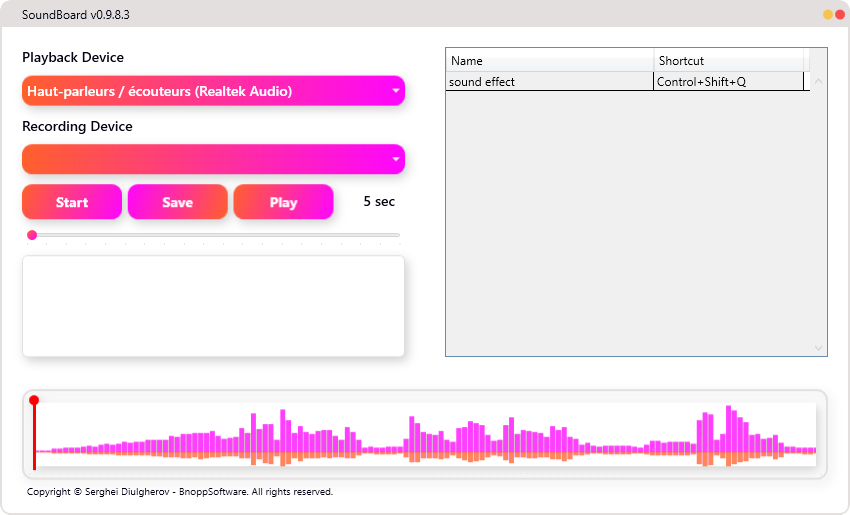 SoundBoard v0.9.8.3
Playback Device
Haut-parleurs / écouteurs (Realtek Audio)
Recording Device
Start
Save
Play
5 sec
Name
Shortcut
sound effect
Control+Shift+Q
Copyright © Serghei Diulgherov - BnoppSoftware. All rights reserved.